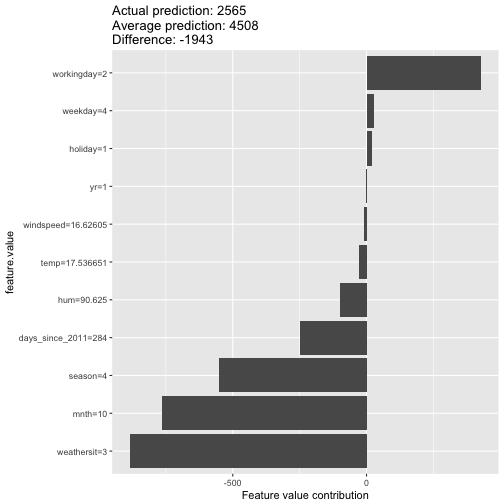 Actual prediction: 2565
Average prediction: 4508
Difference: -1943
feature.value
workingday=2
weekday=4
holiday=1
yr=1
windspeed=16.62605
temp=17.536651
hum=90.625
days_since_2011=284
season=4
mnth=10
weathersit=3
-500
0
Feature value contribution